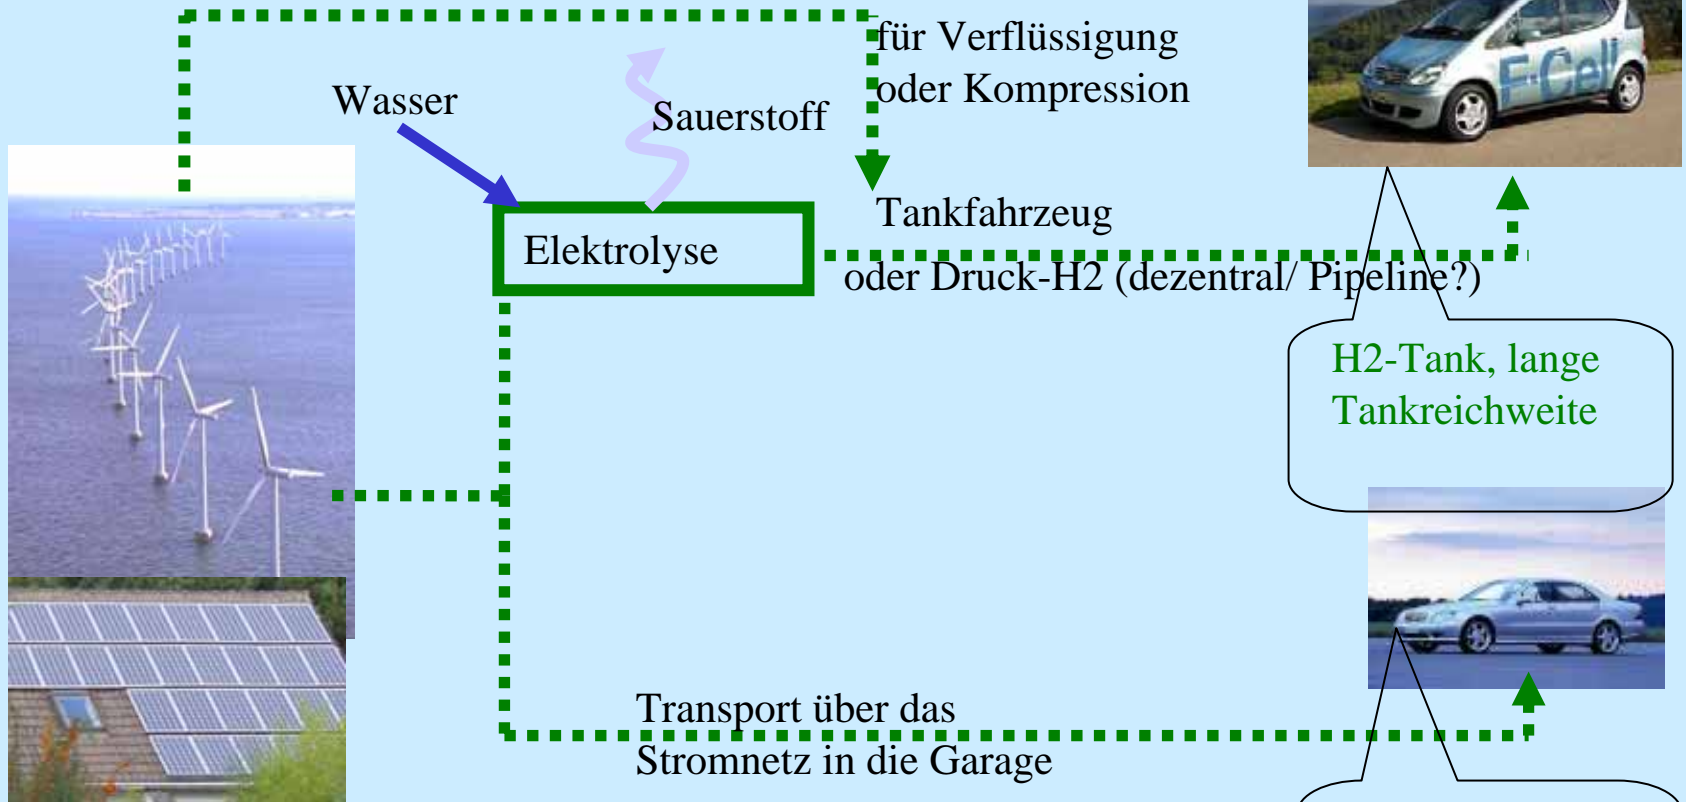 für Verflüssigung
oder Kompression
Wasser
Sauerstoff
F-Cell
Tankfahrzeug
Elektrolyse
oder Druck-H2 (dezentral/ Pipeline?)
H2-Tank, lange
Tankreichweite
Transport über das
Stromnetz in die Garage